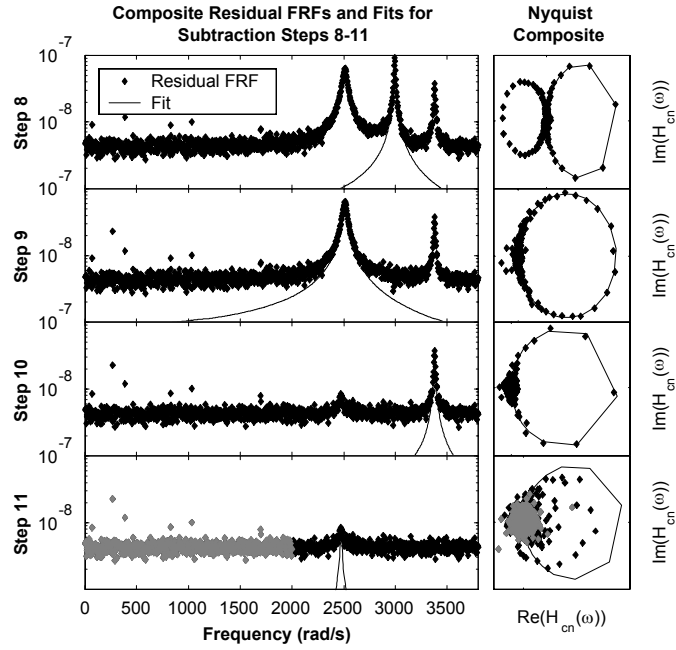 Composite Residual FRFs and Fits for
Subtraction Steps 8-11
Nyquist
Composite
10^-7
Residual FRF
Fit
Step 8
10^-8
Im(H_cn(ω))
10^-7
Step 9
10^-8
Im(H_cn(ω))
10^-7
Step 10
10^-8
Im(H_cn(ω))
10^-7
Step 11
10^-8
Im(H_cn(ω))
0 500 1000 1500 2000 2500 3000 3500
Frequency (rad/s)
Re(H_cn(ω))